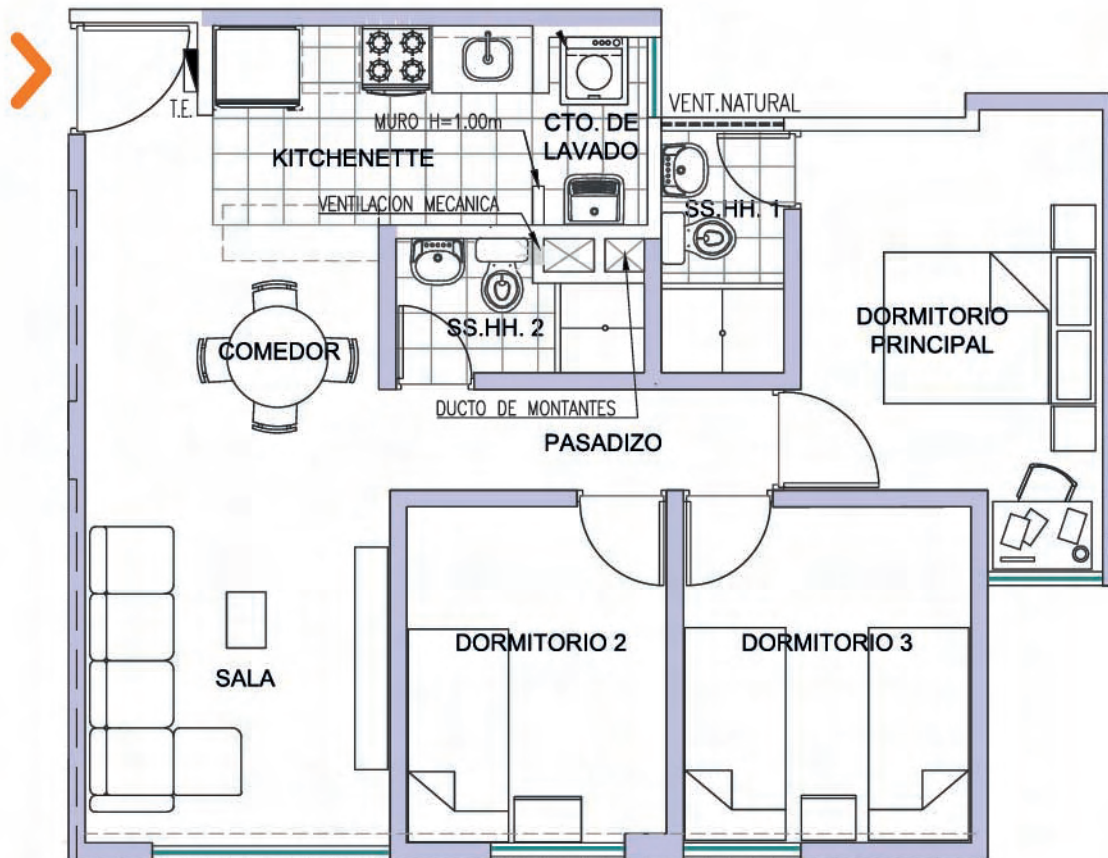 T.E.
MURO H=1.00m
CTO. DE
LAVADO
VENT.NATURAL
KITCHENETTE
VENTILACION MECANICA
SS.HH. 1
SS.HH. 2
COMEDOR
DORMITORIO
PRINCIPAL
DUCTO DE MONTANTES
PASADIZO
DORMITORIO 2
DORMITORIO 3
SALA